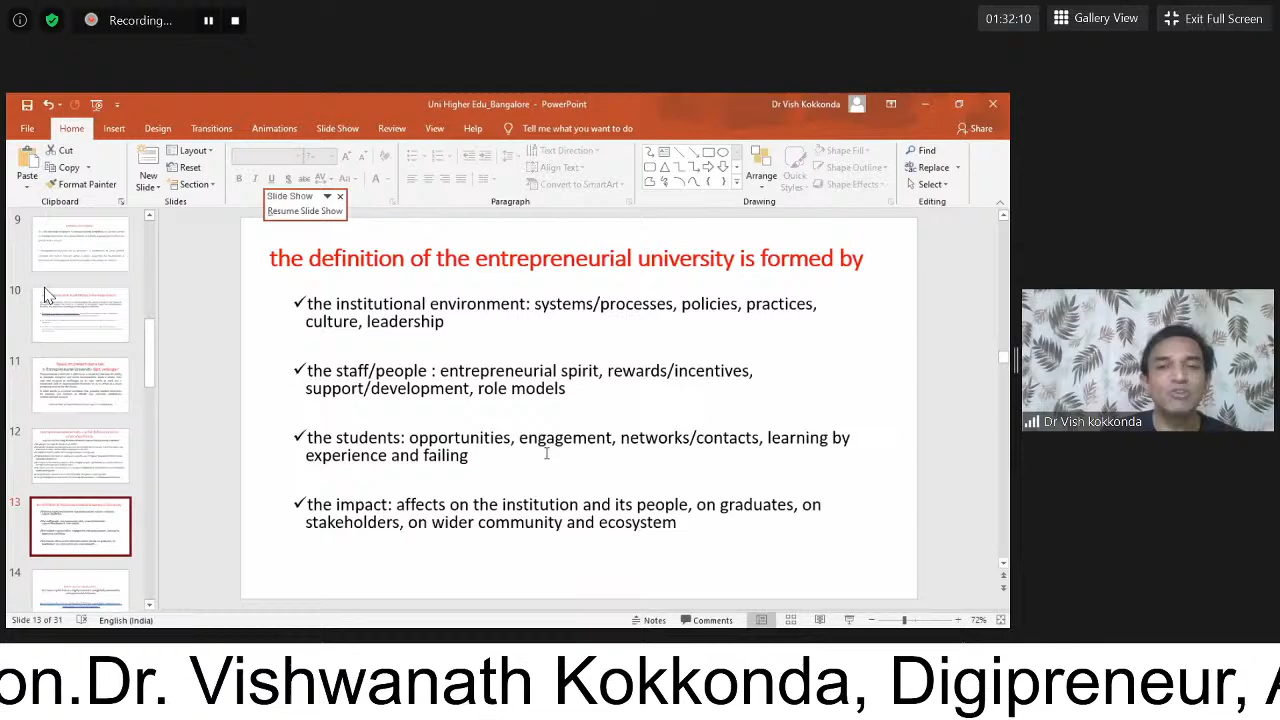 Recording...
01:32:10
Gallery View
Exit Full Screen
Uni Higher Edu_Bangalore - PowerPoint
Dr Vish Kokkonda
File Home Insert Design Transitions Animations Slide Show Review View Help Tell me what you want to do
Share
Paste
Cut
Copy
Format Painter
Clipboard
New Slide
Layout
Reset
Section
Slides
Text Direction
Align Text
Convert to SmartArt
Paragraph
Arrange
Quick Styles
Shape Fill
Shape Outline
Shape Effects
Drawing
Find
Replace
Select
Editing
Slide Show
Resume Slide Show
9
10
11
12
13
14
the definition of the entrepreneurial university is formed by
✓the institutional environment: systems/processes, policies, practices,
culture, leadership
✓the staff/people : entrepreneurial spirit, rewards/incentives,
support/development, role models
✓the students: opportunities, engagement, networks/contacts, learning by
experience and failing
✓the impact: affects on the institution and its people, on graduates, on
stakeholders, on wider community and ecosystem
Dr Vish kokkonda
Slide 13 of 31
English (India)
Notes
Comments
72%
on.Dr. Vishwanath Kokkonda, Digipreneur, A